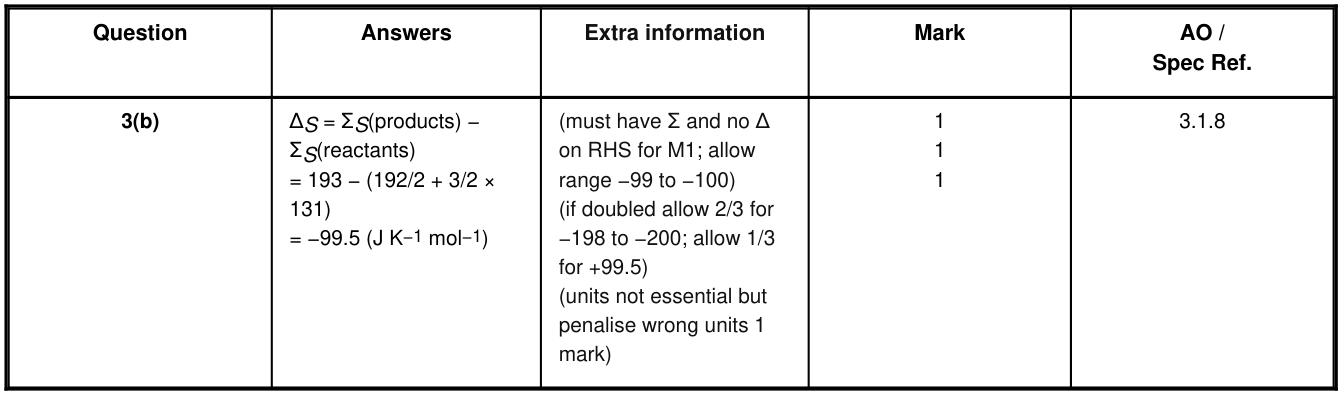 Question
Answers
Extra information
Mark
AO /
Spec Ref.
3(b)
ΔS = ΣS(products) −
ΣS(reactants)
= 193 − (192/2 + 3/2 ×
131)
= −99.5 (J K−1 mol−1)
(must have Σ and no Δ
on RHS for M1; allow
range −99 to −100)
(if doubled allow 2/3 for
−198 to −200; allow 1/3
for +99.5)
(units not essential but
penalise wrong units 1
mark)
1
1
1
3.1.8